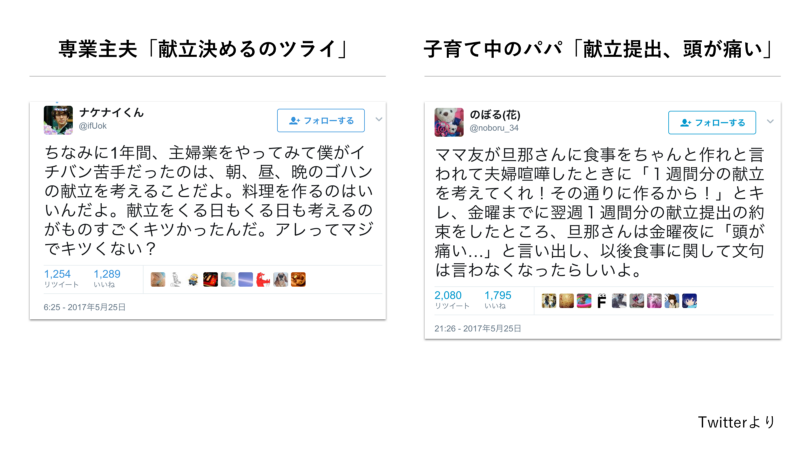 専業主夫「献立決めるのツライ」
ナケナイくん
@ifUok
フォローする
ちなみに1年間、主婦業をやってみて僕がイ
チバン苦手だったのは、朝、昼、晩のゴハン
の献立を考えることだよ。料理を作るのはい
いんだよ。献立をくる日もくる日も考えるの
がものすごくキツかったんだ。アレってマジ
でキツくない？
1,254 1,289
リツイート いいね
6:25 - 2017年5月25日
子育て中のパパ「献立提出、頭が痛い」
のぼる(花)
@noboru_34
フォローする
ママ友が旦那さんに食事をちゃんと作れと言
われて夫婦喧嘩したときに「１週間分の献立
を考えてくれ！その通りに作るから！」とキ
レ、金曜までに翌週１週間分の献立提出の約
束をしたところ、旦那さんは金曜夜に「頭が
痛い…」と言い出し、以後食事に関して文句
は言わなくなったらしいよ。
2,080 1,795
リツイート いいね
21:26 - 2017年5月25日
Twitterより